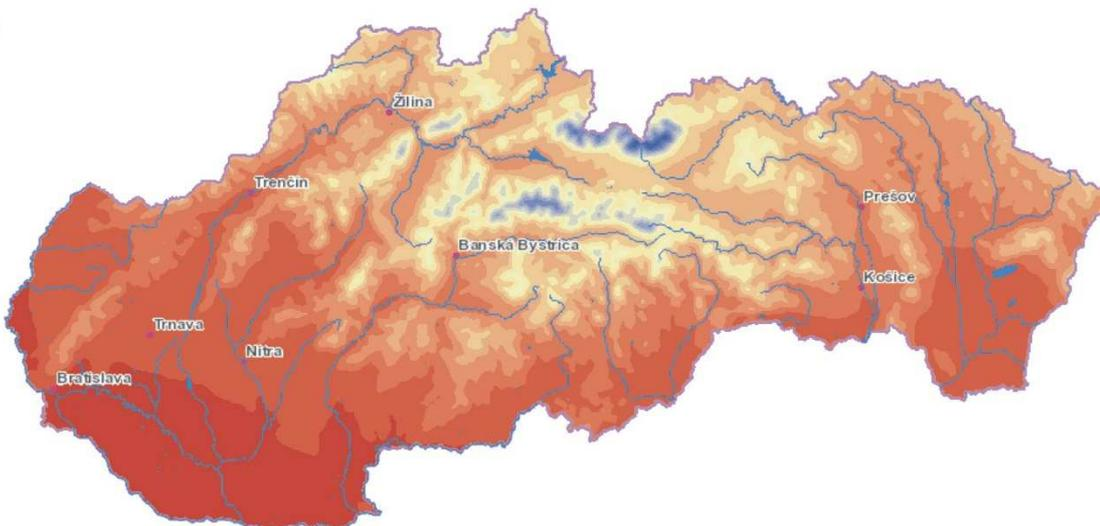 Žilina
Trenčín
Prešov
Banská Bystrica
Košice
Trnava
Nitra
Bratislava